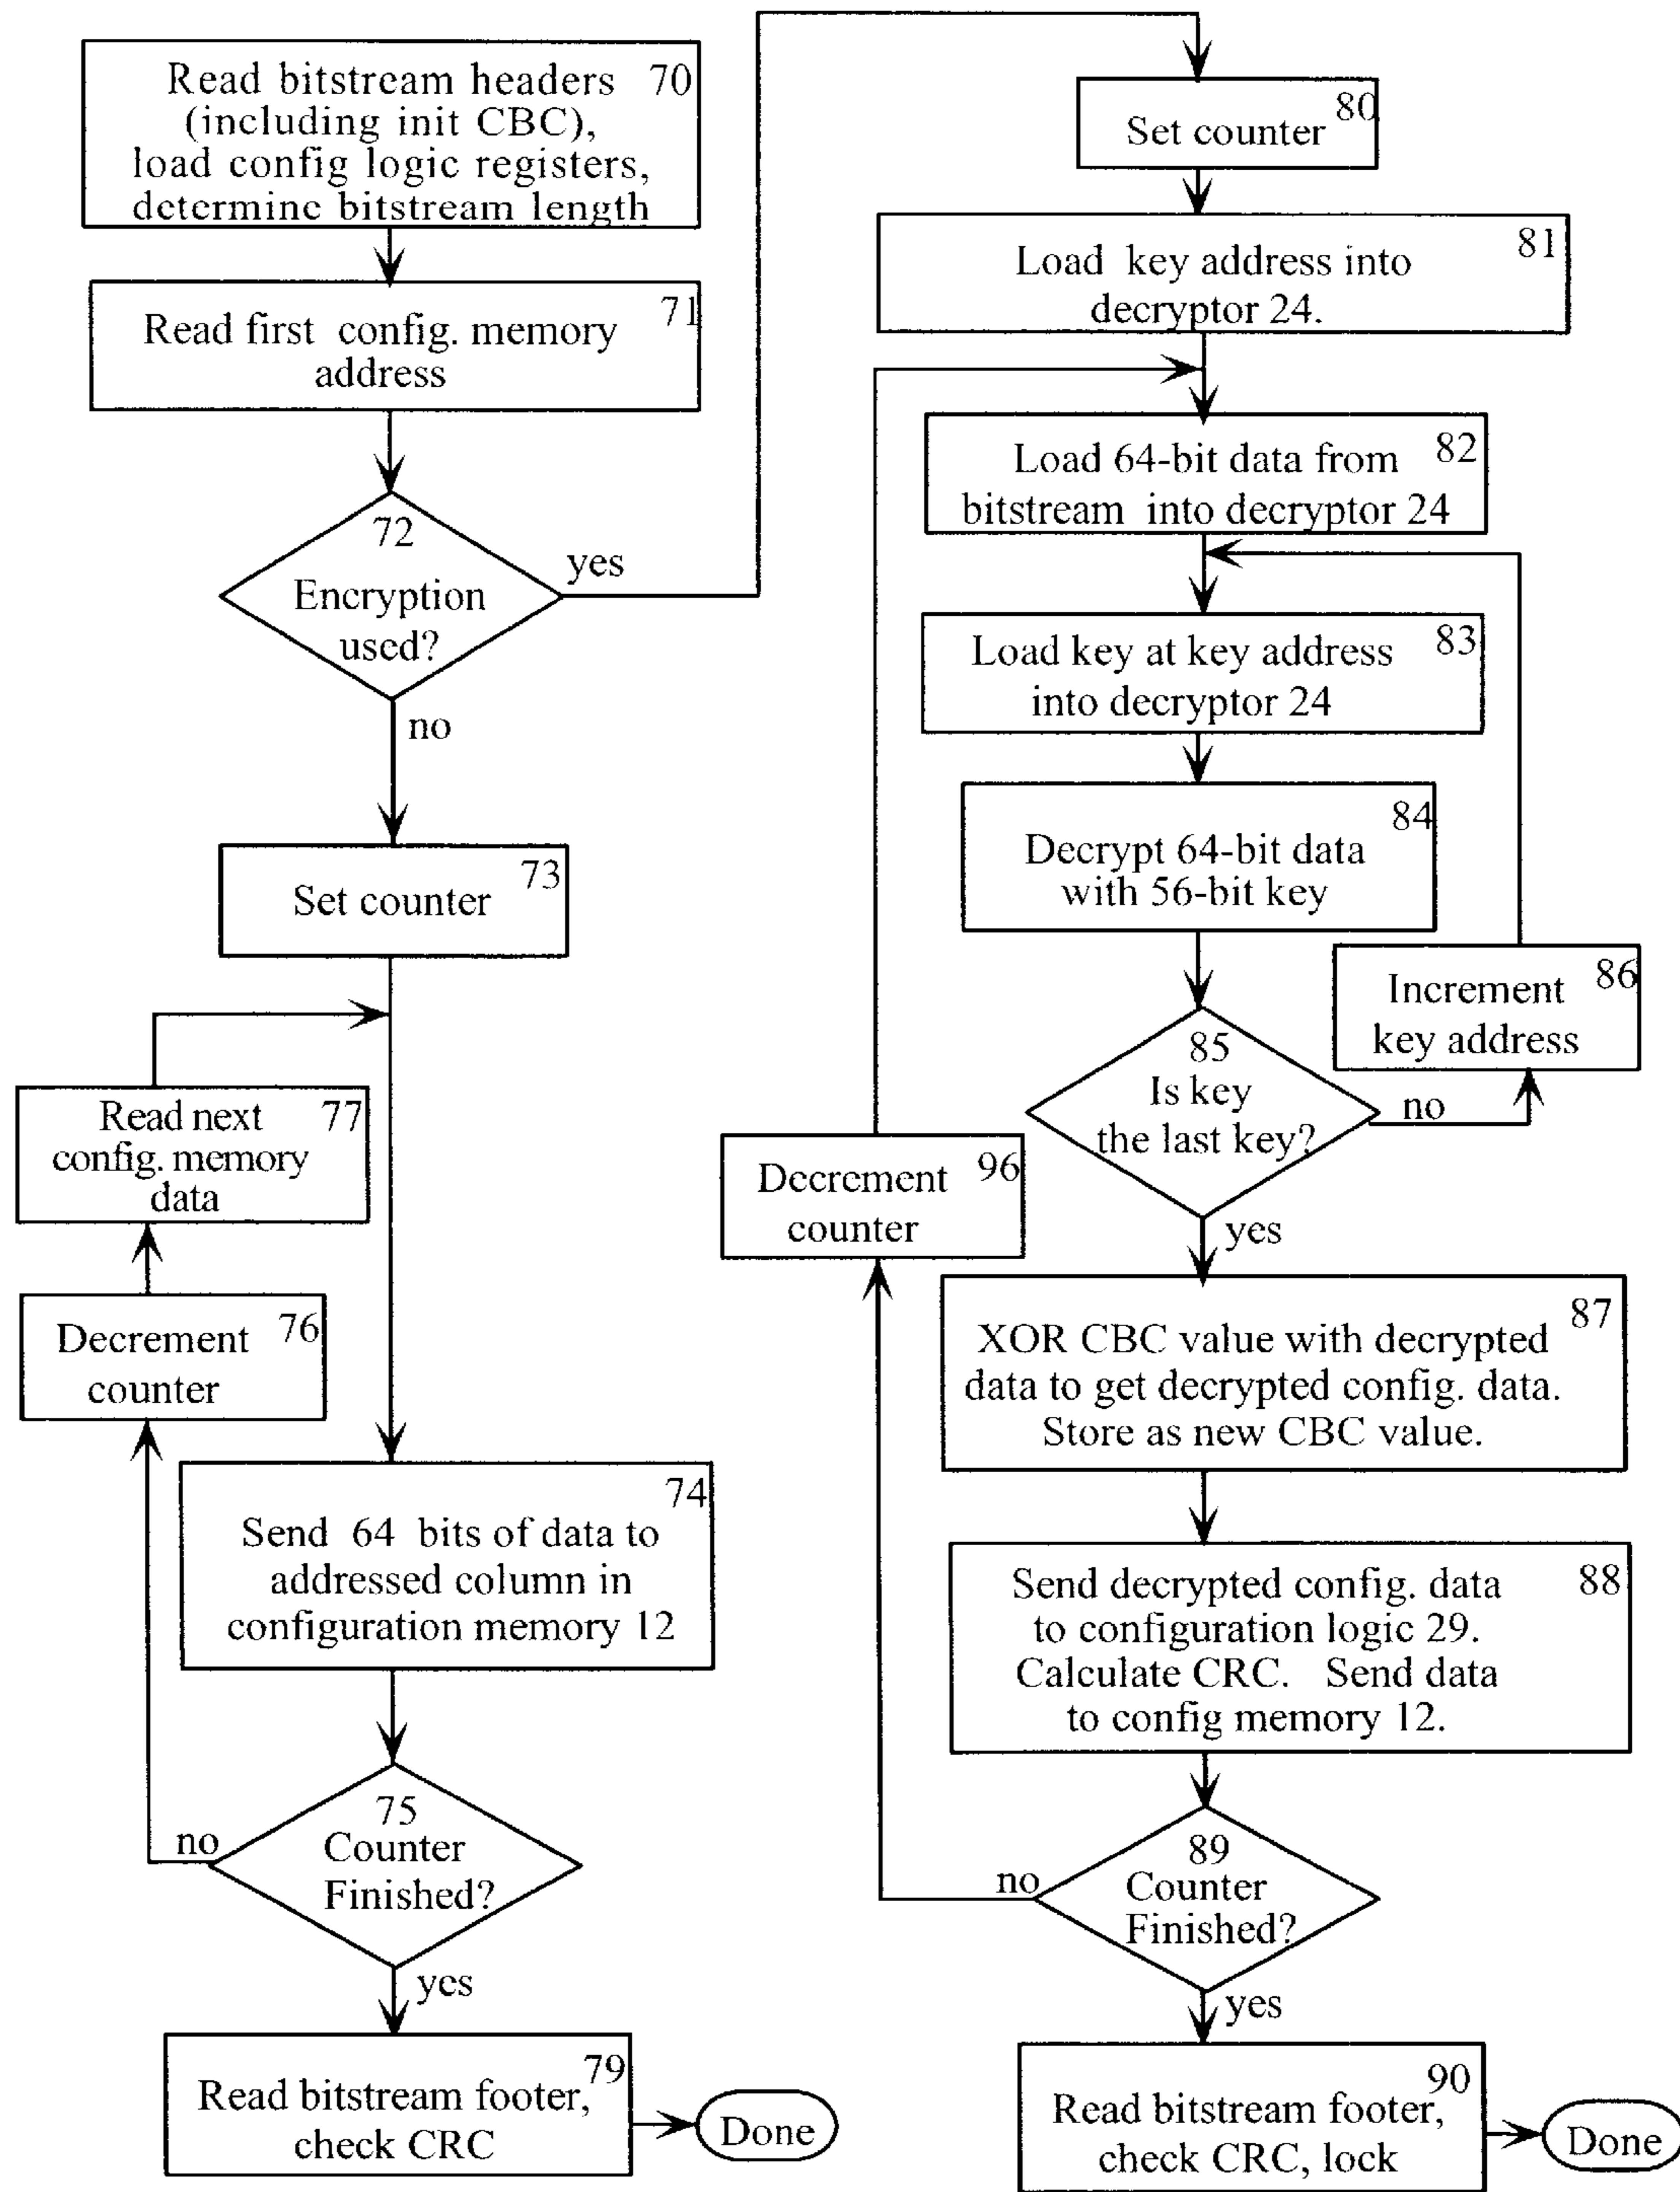 Read bitstream headers 70
(including init CBC),
load config logic registers,
determine bitstream length
Read first config. memory 71
address
72
Encryption
used?
yes
no
Set counter 73
Read next 77
config. memory
data
Decrement 76
counter
Send 64 bits of data to 74
addressed column in
configuration memory 12
75
Counter
Finished?
no
yes
Read bitstream footer, 79
check CRC
Done
Set counter 80
Load key address into 81
decryptor 24.
Load 64-bit data from 82
bitstream into decryptor 24
Load key at key address 83
into decryptor 24
Decrypt 64-bit data 84
with 56-bit key
85
Is key
the last key?
no
Increment 86
key address
yes
Decrement 96
counter
XOR CBC value with decrypted 87
data to get decrypted config. data.
Store as new CBC value.
Send decrypted config. data 88
to configuration logic 29.
Calculate CRC. Send data
to config memory 12.
89
Counter
Finished?
no
yes
Read bitstream footer, 90
check CRC, lock
Done